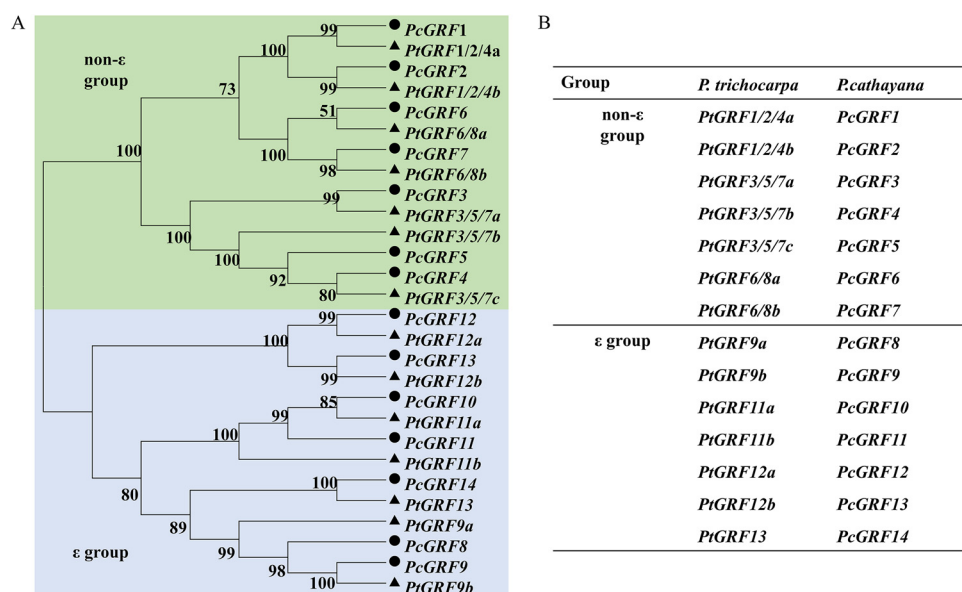 A
non-ε
group
ε group
99
100
99
73
51
100
98
100
99
100
100
92
80
99
100
99
85
99
100
100
80
89
99
98
100
PcGRF1
PtGRF1/2/4a
PcGRF2
PtGRF1/2/4b
PcGRF6
PtGRF6/8a
PcGRF7
PtGRF6/8b
PcGRF3
PtGRF3/5/7a
PtGRF3/5/7b
PcGRF5
PcGRF4
PtGRF3/5/7c
PcGRF12
PtGRF12a
PcGRF13
PtGRF12b
PcGRF10
PtGRF11a
PcGRF11
PtGRF11b
PcGRF14
PtGRF13
PtGRF9a
PcGRF8
PcGRF9
PtGRF9b
B
Group P. trichocarpa P.cathayana
non-ε group PtGRF1/2/4a PcGRF1
PtGRF1/2/4b PcGRF2
PtGRF3/5/7a PcGRF3
PtGRF3/5/7b PcGRF4
PtGRF3/5/7c PcGRF5
PtGRF6/8a PcGRF6
PtGRF6/8b PcGRF7
ε group PtGRF9a PcGRF8
PtGRF9b PcGRF9
PtGRF11a PcGRF10
PtGRF11b PcGRF11
PtGRF12a PcGRF12
PtGRF12b PcGRF13
PtGRF13 PcGRF14